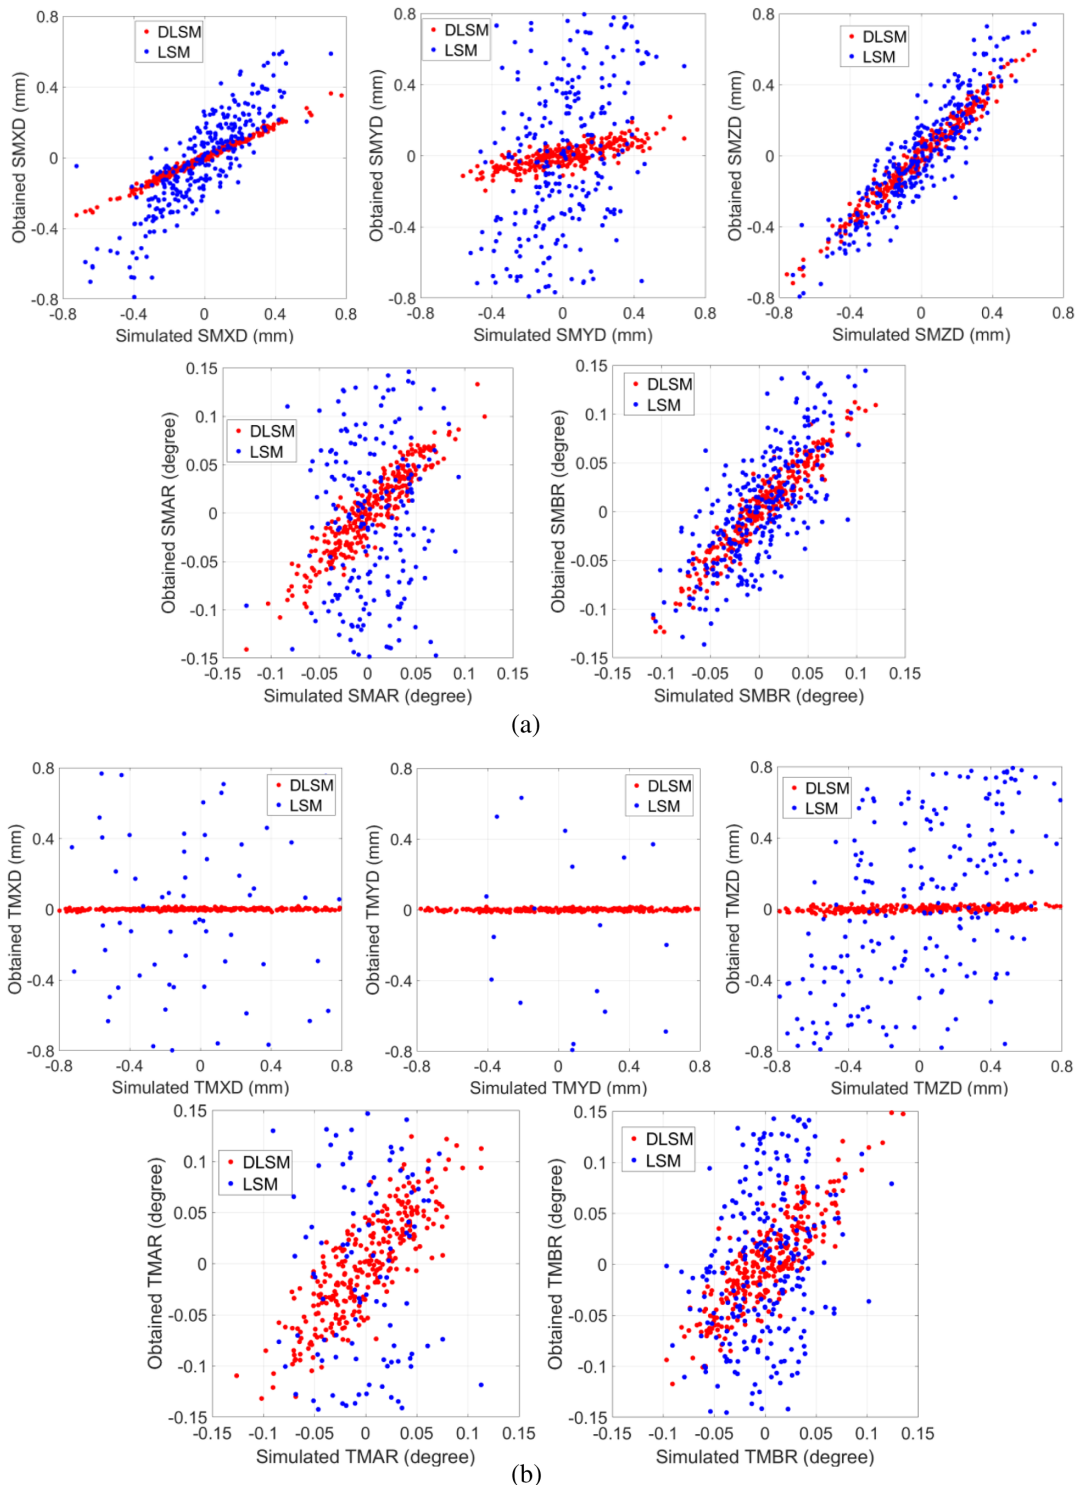 0.8
0.4
0
-0.4
-0.8
-0.8 -0.4 0 0.4 0.8
Obtained SMXD (mm)
Simulated SMXD (mm)
DLSM
LSM
0.8
0.4
0
-0.4
-0.8
-0.8 -0.4 0 0.4 0.8
Obtained SMYD (mm)
Simulated SMYD (mm)
DLSM
LSM
0.8
0.4
0
-0.4
-0.8
-0.8 -0.4 0 0.4 0.8
Obtained SMZD (mm)
Simulated SMZD (mm)
DLSM
LSM
0.15
0.1
0.05
0
-0.05
-0.1
-0.15
-0.15 -0.1 -0.05 0 0.05 0.1 0.15
Obtained SMAR (degree)
Simulated SMAR (degree)
DLSM
LSM
0.15
0.1
0.05
0
-0.05
-0.1
-0.15
-0.15 -0.1 -0.05 0 0.05 0.1 0.15
Obtained SMBR (degree)
Simulated SMBR (degree)
DLSM
LSM
(a)
0.8
0.4
0
-0.4
-0.8
-0.8 -0.4 0 0.4 0.8
Obtained TMXD (mm)
Simulated TMXD (mm)
DLSM
LSM
0.8
0.4
0
-0.4
-0.8
-0.8 -0.4 0 0.4 0.8
Obtained TMYD (mm)
Simulated TMYD (mm)
DLSM
LSM
0.8
0.4
0
-0.4
-0.8
-0.8 -0.4 0 0.4 0.8
Obtained TMZD (mm)
Simulated TMZD (mm)
DLSM
LSM
0.15
0.1
0.05
0
-0.05
-0.1
-0.15
-0.15 -0.1 -0.05 0 0.05 0.1 0.15
Obtained TMAR (degree)
Simulated TMAR (degree)
DLSM
LSM
0.15
0.1
0.05
0
-0.05
-0.1
-0.15
-0.15 -0.1 -0.05 0 0.05 0.1 0.15
Obtained TMBR (degree)
Simulated TMBR (degree)
DLSM
LSM
(b)